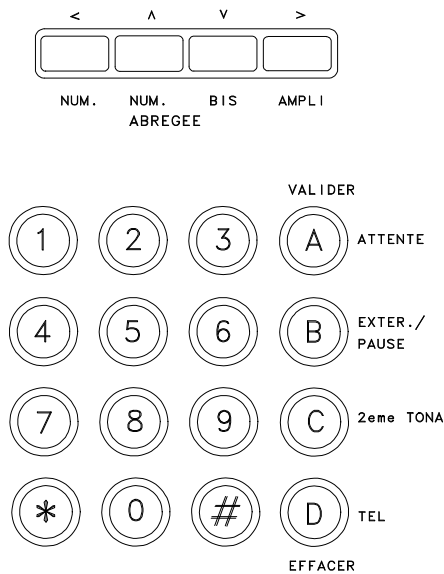 < ^ v >
NUM. NUM. ABREGEE BIS AMPLI
VALIDER
1 2 3 A ATTENTE
4 5 6 B EXTER./
PAUSE
7 8 9 C 2eme TONA
* 0 # D TEL
EFFACER